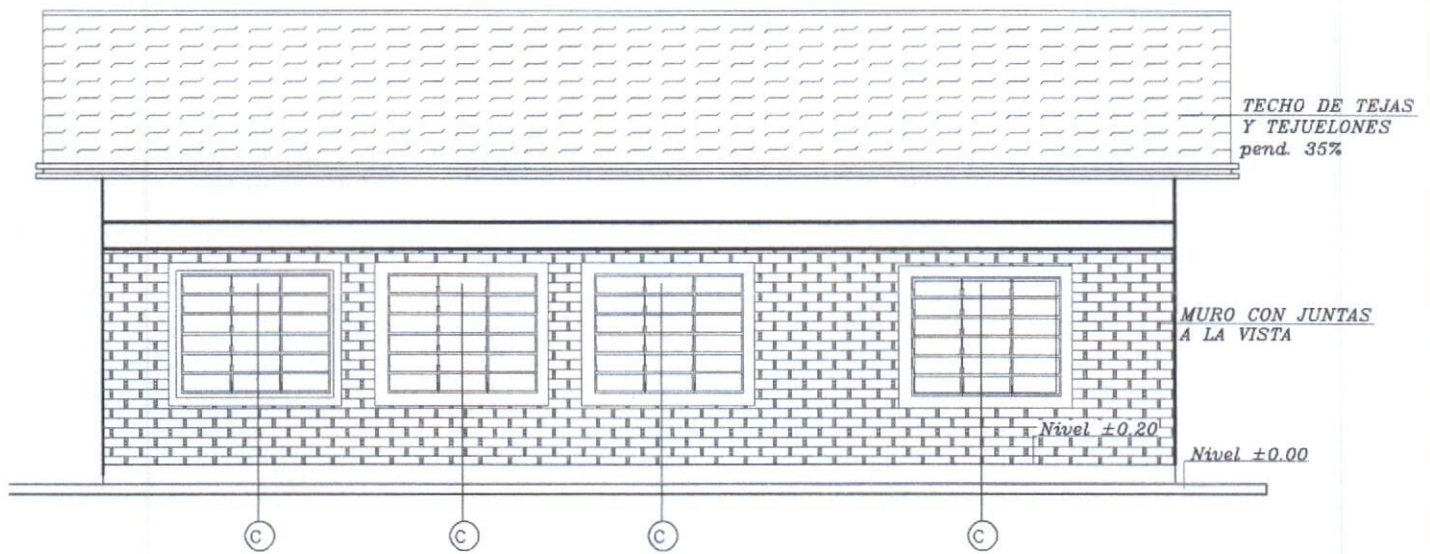 TECHO DE TEJAS
Y TEJUELONES
pend. 35%
MURO CON JUNTAS
A LA VISTA
Nivel ±0.20
Nivel ±0.00
C C C C